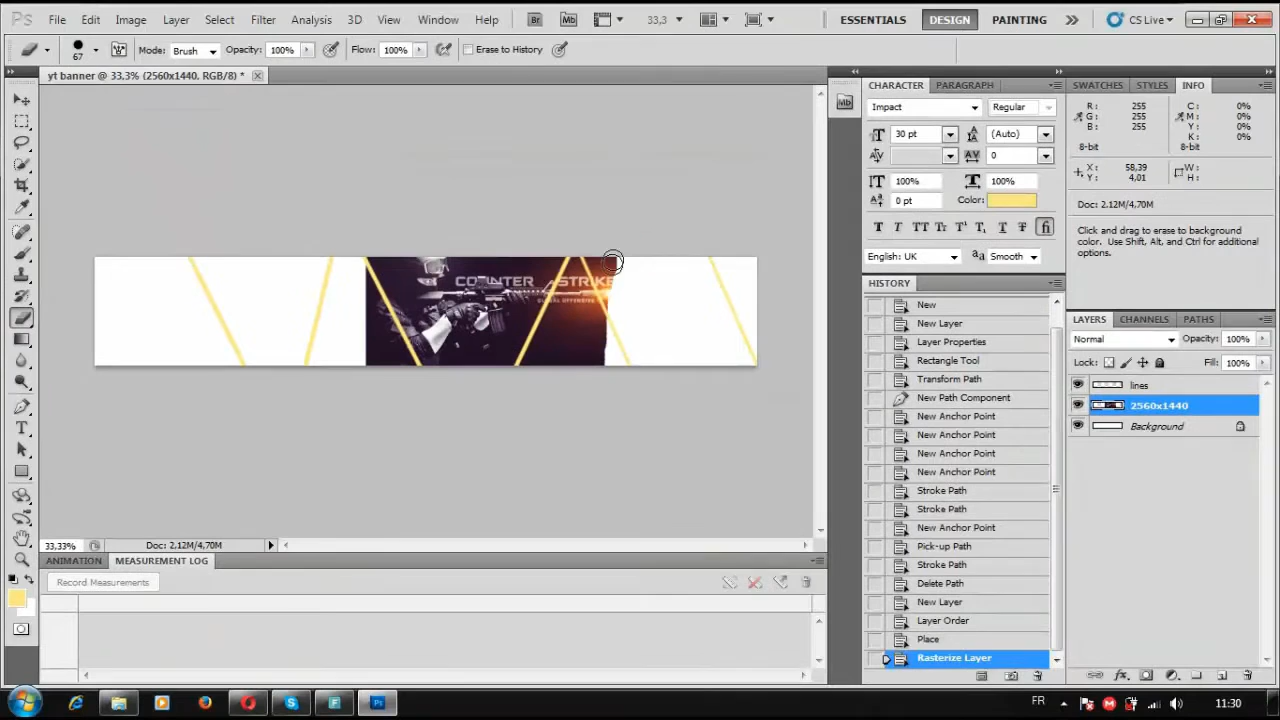 Ps File Edit Image Layer Select Filter Analysis 3D View Window Help Br Mb 33,3 ESSENTIALS DESIGN PAINTING CS Live
67 Mode: Brush Opacity: 100% Flow: 100% Erase to History
yt banner @ 33,3% (2560x1440, RGB/8) *
COUNTER STRIKE
GLOBAL OFFENSIVE
33,33% Doc: 2,12M/4,70M
ANIMATION MEASUREMENT LOG
Record Measurements
Mb
CHARACTER PARAGRAPH
Impact Regular
30 pt (Auto)
0
100% 100%
0 pt Color:
English: UK Smooth
HISTORY
New
New Layer
Layer Properties
Rectangle Tool
Transform Path
New Path Component
New Anchor Point
New Anchor Point
New Anchor Point
New Anchor Point
Stroke Path
Stroke Path
New Anchor Point
Pick-up Path
Stroke Path
Delete Path
New Layer
Layer Order
Place
Rasterize Layer
SWATCHES STYLES INFO
R: 255 C: 0%
G: 255 M: 0%
B: 255 Y: 0%
K: 0%
8-bit 8-bit
X: 58,39 W:
Y: 4,01 H:
Doc: 2,12M/4,70M
Click and drag to erase to background
color. Use Shift, Alt, and Ctrl for additional
options.
LAYERS CHANNELS PATHS
Normal Opacity: 100%
Lock: Fill: 100%
lines
2560x1440
Background
FR 11:30